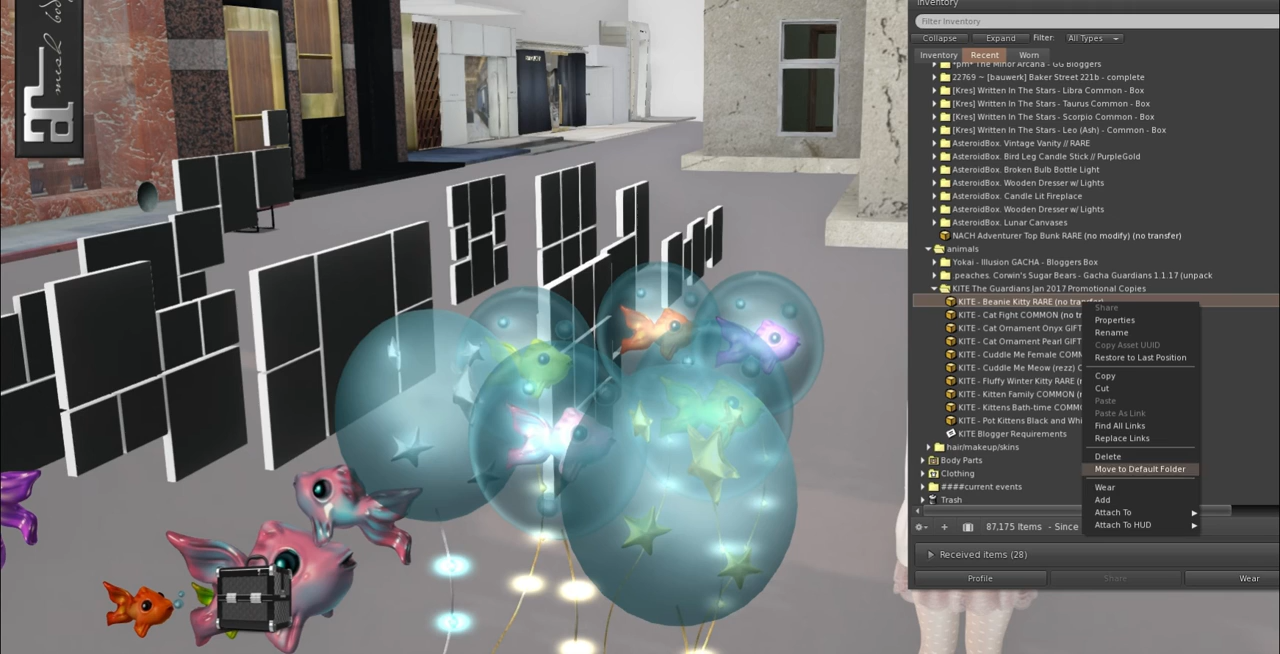 mesh body
Inventory
Filter Inventory
Collapse Expand Filter: All Types
Inventory Recent Worn
*pm* The Minor Arcana - GG Bloggers
22769 ~ [bauwerk] Baker Street 221b - complete
[Kres] Written In The Stars - Libra Common - Box
[Kres] Written In The Stars - Taurus Common - Box
[Kres] Written In The Stars - Scorpio Common - Box
[Kres] Written In The Stars - Leo (Ash) - Common - Box
AsteroidBox. Vintage Vanity // RARE
AsteroidBox. Bird Leg Candle Stick // PurpleGold
AsteroidBox. Broken Bulb Bottle Light
AsteroidBox. Wooden Dresser w/ Lights
AsteroidBox. Candle Lit Fireplace
AsteroidBox. Wooden Dresser w/ Lights
AsteroidBox. Lunar Canvases
NACH Adventurer Top Bunk RARE (no modify) (no transfer)
animals
Yokai - Illusion GACHA - Bloggers Box
.peaches. Corwin's Sugar Bears - Gacha Guardians 1.1.17 (unpack
KITE The Guardians Jan 2017 Promotional Copies
KITE - Beanie Kitty RARE (no transfer)
KITE - Cat Fight COMMON (no t
KITE - Cat Ornament Onyx GIFT
KITE - Cat Ornament Pearl GIFT
KITE - Cuddle Me Female COMM
KITE - Cuddle Me Meow (rezz) C
KITE - Fluffy Winter Kitty RARE (
KITE - Kitten Family COMMON (
KITE - Kittens Bath-time COMMO
KITE - Pot Kittens Black and Whi
KITE Blogger Requirements
hair/makeup/skins
Body Parts
Clothing
####current events
Trash
Share
Properties
Rename
Copy Asset UUID
Restore to Last Position
Copy
Cut
Paste
Paste As Link
Find All Links
Replace Links
Delete
Move to Default Folder
Wear
Add
Attach To
Attach To HUD
87,175 Items - Since
Received items (28)
Profile Share Wear